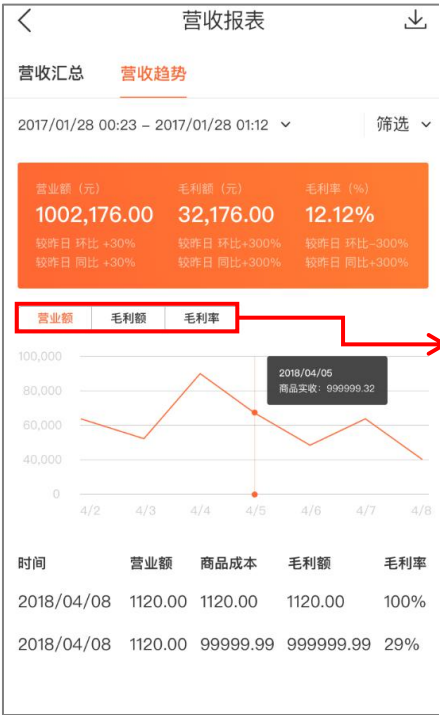 营收报表
营收汇总 营收趋势
2017/01/28 00:23 – 2017/01/28 01:12 筛选
营业额（元） 毛利额（元） 毛利率（%）
1002,176.00 32,176.00 12.12%
较昨日 环比 +30% 较昨日 环比+300% 较昨日 环比-300%
较昨日 同比 +30% 较昨日 同比+300% 较昨日 同比+300%
营业额 毛利额 毛利率
100,000
2018/04/05
商品实收: 999999.32
80,000
60,000
40,000
0
4/2 4/3 4/4 4/5 4/6 4/7 4/8
时间 营业额 商品成本 毛利额 毛利率
2018/04/08 1120.00 1120.00 1120.00 100%
2018/04/08 1120.00 99999.99 999999.99 29%